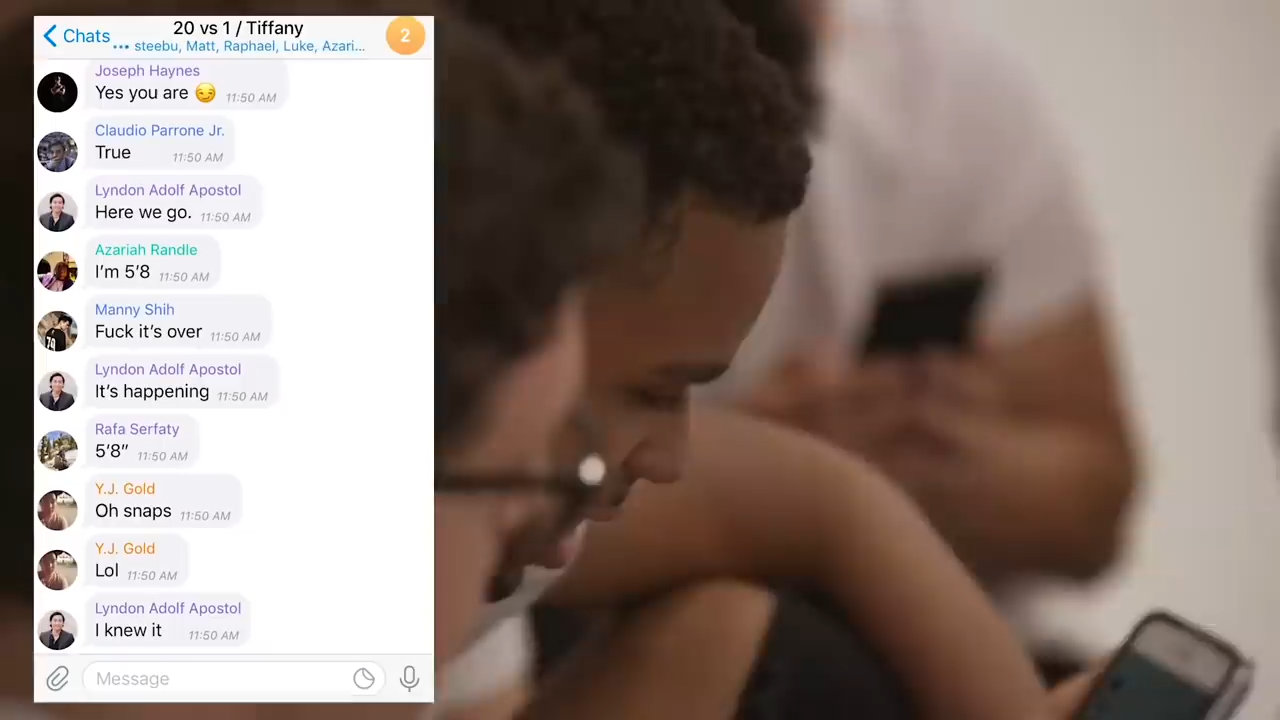 Chats
20 vs 1 / Tiffany
2
steebu, Matt, Raphael, Luke, Azari...
Joseph Haynes
Yes you are 😏 11:50 AM
Claudio Parrone Jr.
True 11:50 AM
Lyndon Adolf Apostol
Here we go. 11:50 AM
Azariah Randle
I'm 5'8 11:50 AM
Manny Shih
Fuck it's over 11:50 AM
Lyndon Adolf Apostol
It's happening 11:50 AM
Rafa Serfaty
5'8" 11:50 AM
Y.J. Gold
Oh snaps 11:50 AM
Y.J. Gold
Lol 11:50 AM
Lyndon Adolf Apostol
I knew it 11:50 AM
Message